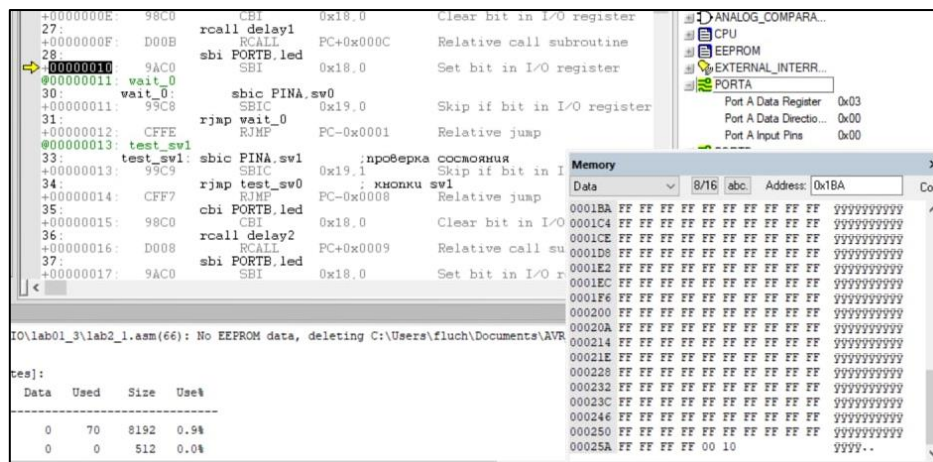 +0000000E: 98C0 CBI 0x18,0 Clear bit in I/O register
27: rcall delay1
+0000000F: D00B RCALL PC+0x000C Relative call subroutine
28: sbi PORTB,led
+00000010: 9AC0 SBI 0x18,0 Set bit in I/O register
@00000011: wait_0
30: wait_0: sbic PINA,sw0
+00000011: 99C8 SBIC 0x19,0 Skip if bit in I/O register
31: rjmp wait_0
+00000012: CFFE RJMP PC-0x0001 Relative jump
@00000013: test_sw1
33: test_sw1: sbic PINA,sw1 ;проверка состояния
+00000013: 99C9 SBIC 0x19,1 Skip if bit in I
34: rjmp test_sw0 ; кнопки sw1
+00000014: CFF7 RJMP PC-0x0008 Relative jump
35: cbi PORTB,led
+00000015: 98C0 CBI 0x18,0 Clear bit in I/O
36: rcall delay2
+00000016: D008 RCALL PC+0x0009 Relative call su
37: sbi PORTB,led
+00000017: 9AC0 SBI 0x18,0 Set bit in I/O r
ANALOG_COMPARA...
CPU
EEPROM
EXTERNAL_INTERR...
PORTA
Port A Data Register 0x03
Port A Data Directio... 0x00
Port A Input Pins 0x00
Memory
Data 8/16 abc. Address: 0x1BA Co
0001BA FF FF FF FF FF FF FF FF FF FF ÿÿÿÿÿÿÿÿÿÿ
0001C4 FF FF FF FF FF FF FF FF FF FF ÿÿÿÿÿÿÿÿÿÿ
0001CE FF FF FF FF FF FF FF FF FF FF ÿÿÿÿÿÿÿÿÿÿ
0001D8 FF FF FF FF FF FF FF FF FF FF ÿÿÿÿÿÿÿÿÿÿ
0001E2 FF FF FF FF FF FF FF FF FF FF ÿÿÿÿÿÿÿÿÿÿ
0001EC FF FF FF FF FF FF FF FF FF FF ÿÿÿÿÿÿÿÿÿÿ
0001F6 FF FF FF FF FF FF FF FF FF FF ÿÿÿÿÿÿÿÿÿÿ
000200 FF FF FF FF FF FF FF FF FF FF ÿÿÿÿÿÿÿÿÿÿ
00020A FF FF FF FF FF FF FF FF FF FF ÿÿÿÿÿÿÿÿÿÿ
000214 FF FF FF FF FF FF FF FF FF FF ÿÿÿÿÿÿÿÿÿÿ
00021E FF FF FF FF FF FF FF FF FF FF ÿÿÿÿÿÿÿÿÿÿ
000228 FF FF FF FF FF FF FF FF FF FF ÿÿÿÿÿÿÿÿÿÿ
000232 FF FF FF FF FF FF FF FF FF FF ÿÿÿÿÿÿÿÿÿÿ
00023C FF FF FF FF FF FF FF FF FF FF ÿÿÿÿÿÿÿÿÿÿ
000246 FF FF FF FF FF FF FF FF FF FF ÿÿÿÿÿÿÿÿÿÿ
000250 FF FF FF FF FF FF FF FF FF FF ÿÿÿÿÿÿÿÿÿÿ
00025A FF FF FF FF 00 10 ÿÿÿÿ..
IO\lab01_3\lab2_1.asm(66): No EEPROM data, deleting C:\Users\fluch\Documents\AVR
tes]:
Data Used Size Use%
-------------------------------
0 70 8192 0.9%
0 0 512 0.0%